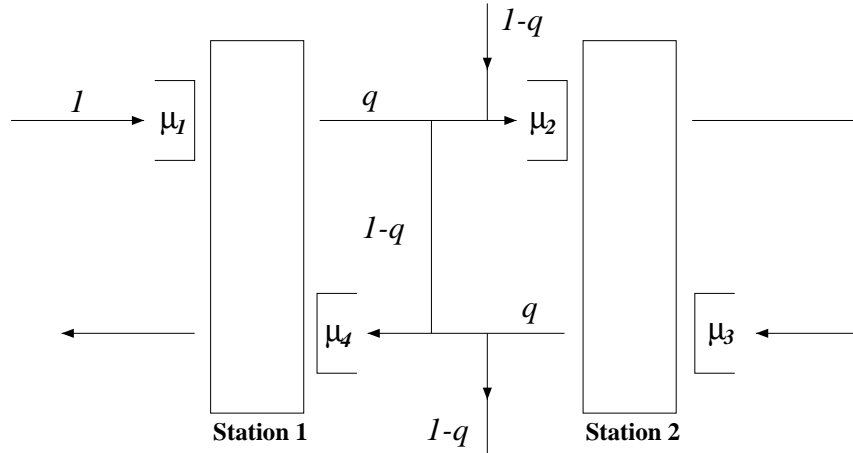 1-q
1
q
μ1
μ2
1-q
q
μ4
μ3
Station 1
1-q
Station 2